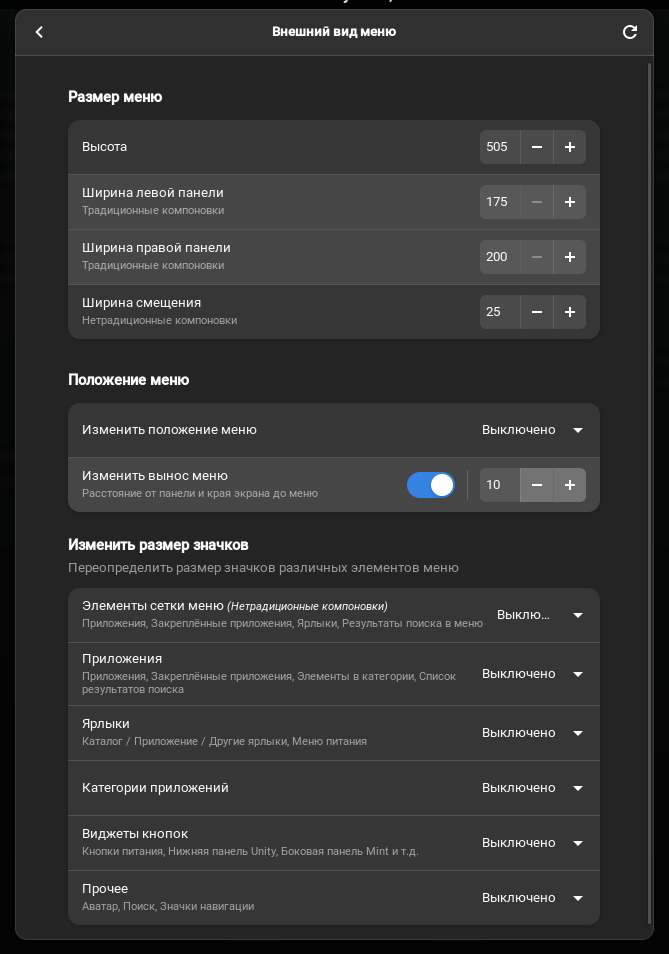 Внешний вид меню
Размер меню
Высота
505
Ширина левой панели
Традиционные компоновки
175
Ширина правой панели
Традиционные компоновки
200
Ширина смещения
Нетрадиционные компоновки
25
Положение меню
Изменить положение меню
Выключено
Изменить вынос меню
Расстояние от панели и края экрана до меню
10
Изменить размер значков
Переопределить размер значков различных элементов меню
Элементы сетки меню (Нетрадиционные компоновки)
Приложения, Закреплённые приложения, Ярлыки, Результаты поиска в меню
Выклю...
Приложения
Приложения, Закреплённые приложения, Элементы в категории, Список
результатов поиска
Выключено
Ярлыки
Каталог / Приложение / Другие ярлыки, Меню питания
Выключено
Категории приложений
Выключено
Виджеты кнопок
Кнопки питания, Нижняя панель Unity, Боковая панель Mint и т.д.
Выключено
Прочее
Аватар, Поиск, Значки навигации
Выключено